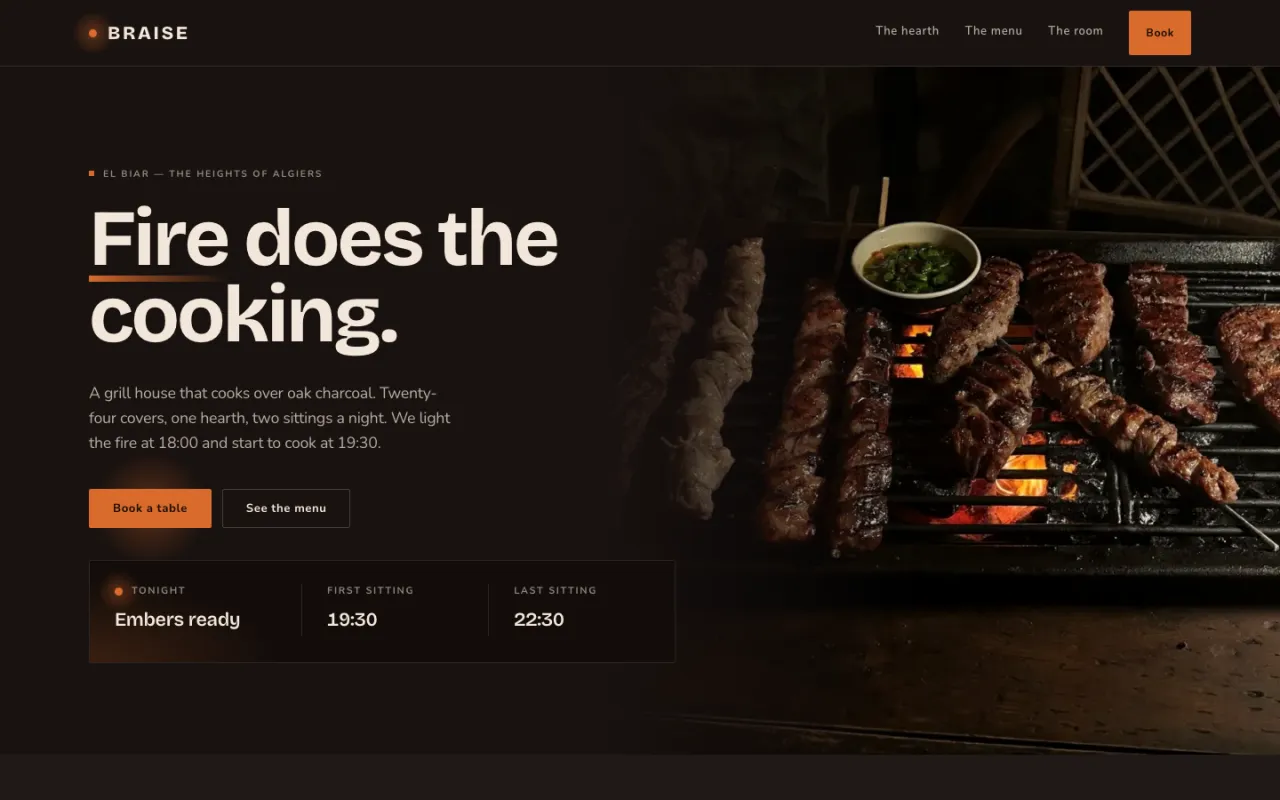 BRAISE
The hearth
The menu
The room
Book
EL BIAR — THE HEIGHTS OF ALGIERS
Fire does the
cooking.
A grill house that cooks over oak charcoal. Twenty-
four covers, one hearth, two sittings a night. We light
the fire at 18:00 and start to cook at 19:30.
Book a table
See the menu
TONIGHT
Embers ready
FIRST SITTING
19:30
LAST SITTING
22:30